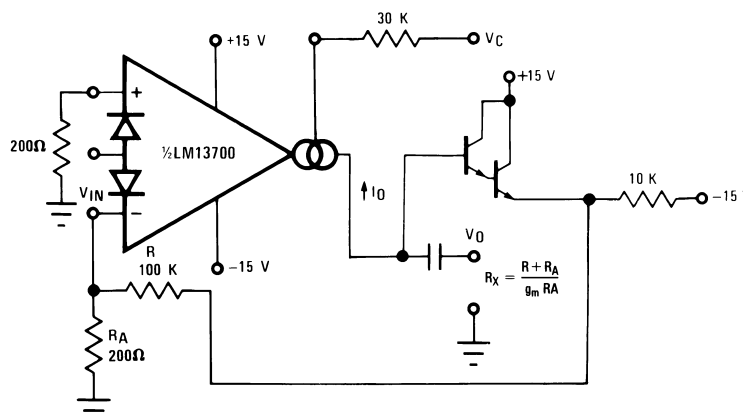 30 K
+15 V
VC
+15 V
+
200Ω
½LM13700
10 K
VIN
IO
-15
−
VO
R
100 K
−15 V
RX = R + RA / gm RA
RA
200Ω